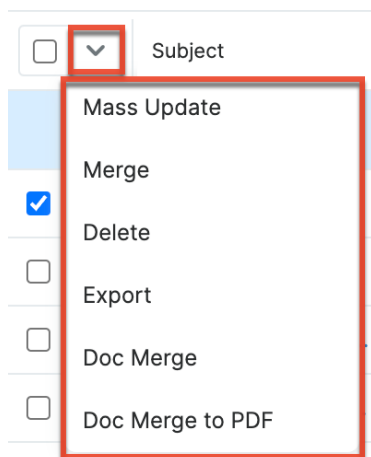 Subject
Mass Update
Merge
Delete
Export
Doc Merge
Doc Merge to PDF